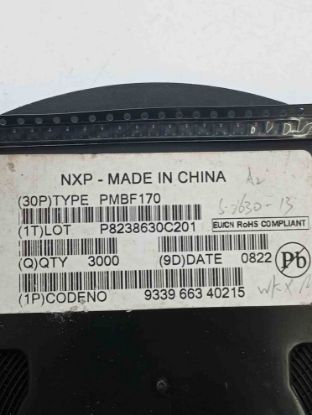 NXP - MADE IN CHINA
A2
(30P)TYPE PMBF170
(1T)LOT P8238630C201
EU/CN RoHS COMPLIANT
(Q)QTY 3000 (9D)DATE 0822
Pb
(1P)CODENO 9339 663 40215